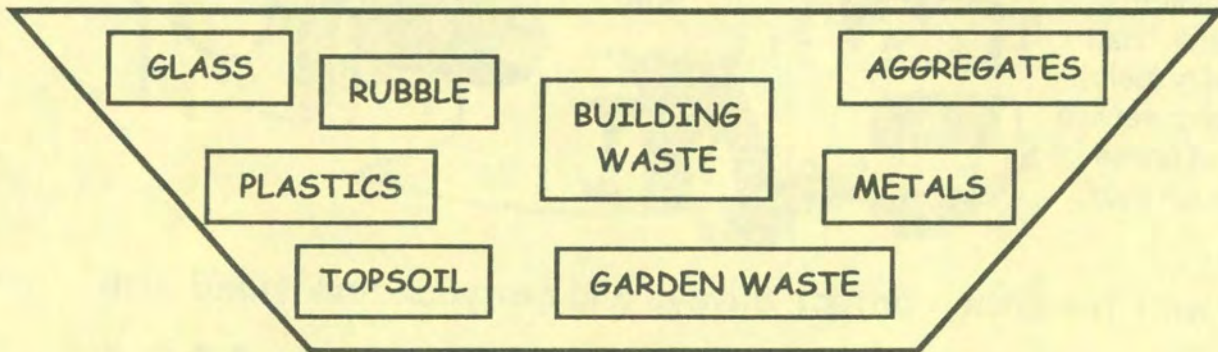 GLASS
RUBBLE
BUILDING
WASTE
AGGREGATES
PLASTICS
METALS
TOPSOIL
GARDEN WASTE